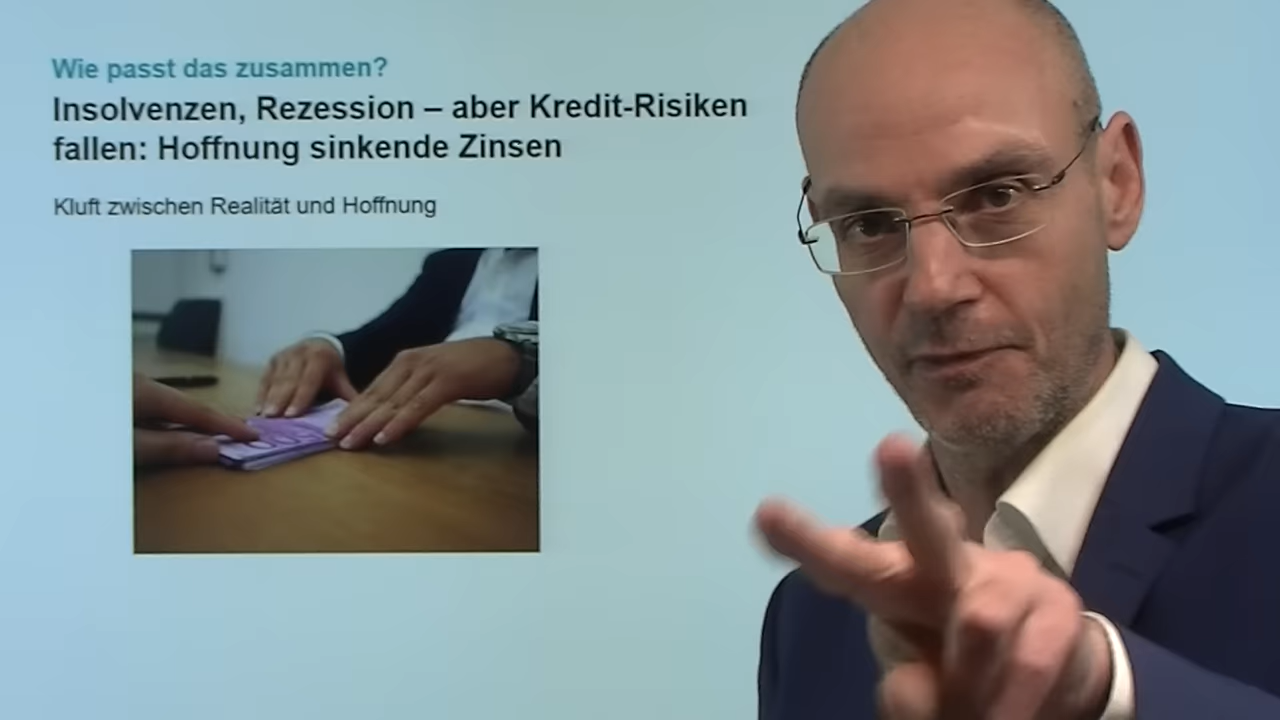 Wie passt das zusammen?
Insolvenzen, Rezession – aber Kredit-Risiken
fallen: Hoffnung sinkende Zinsen
Kluft zwischen Realität und Hoffnung